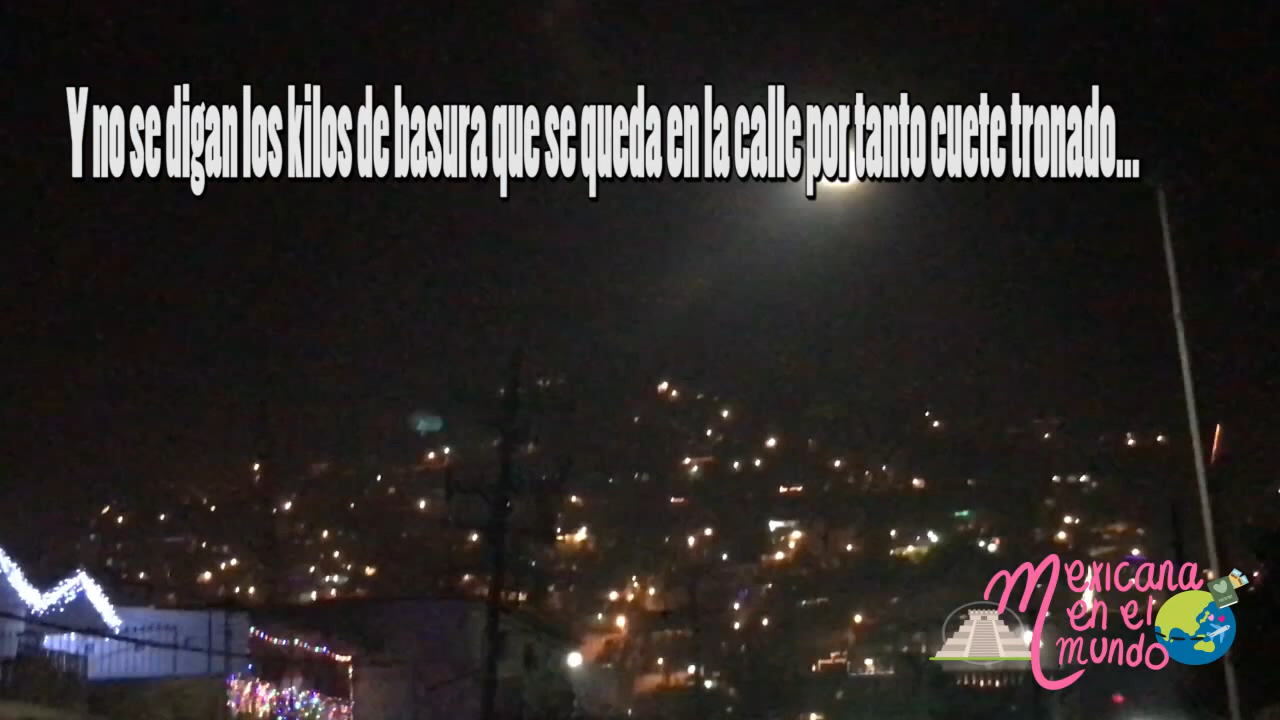 Y no se digan los kilos de basura que se queda en la calle por tanto cuete tronado...
Mexicana
en el
mundo